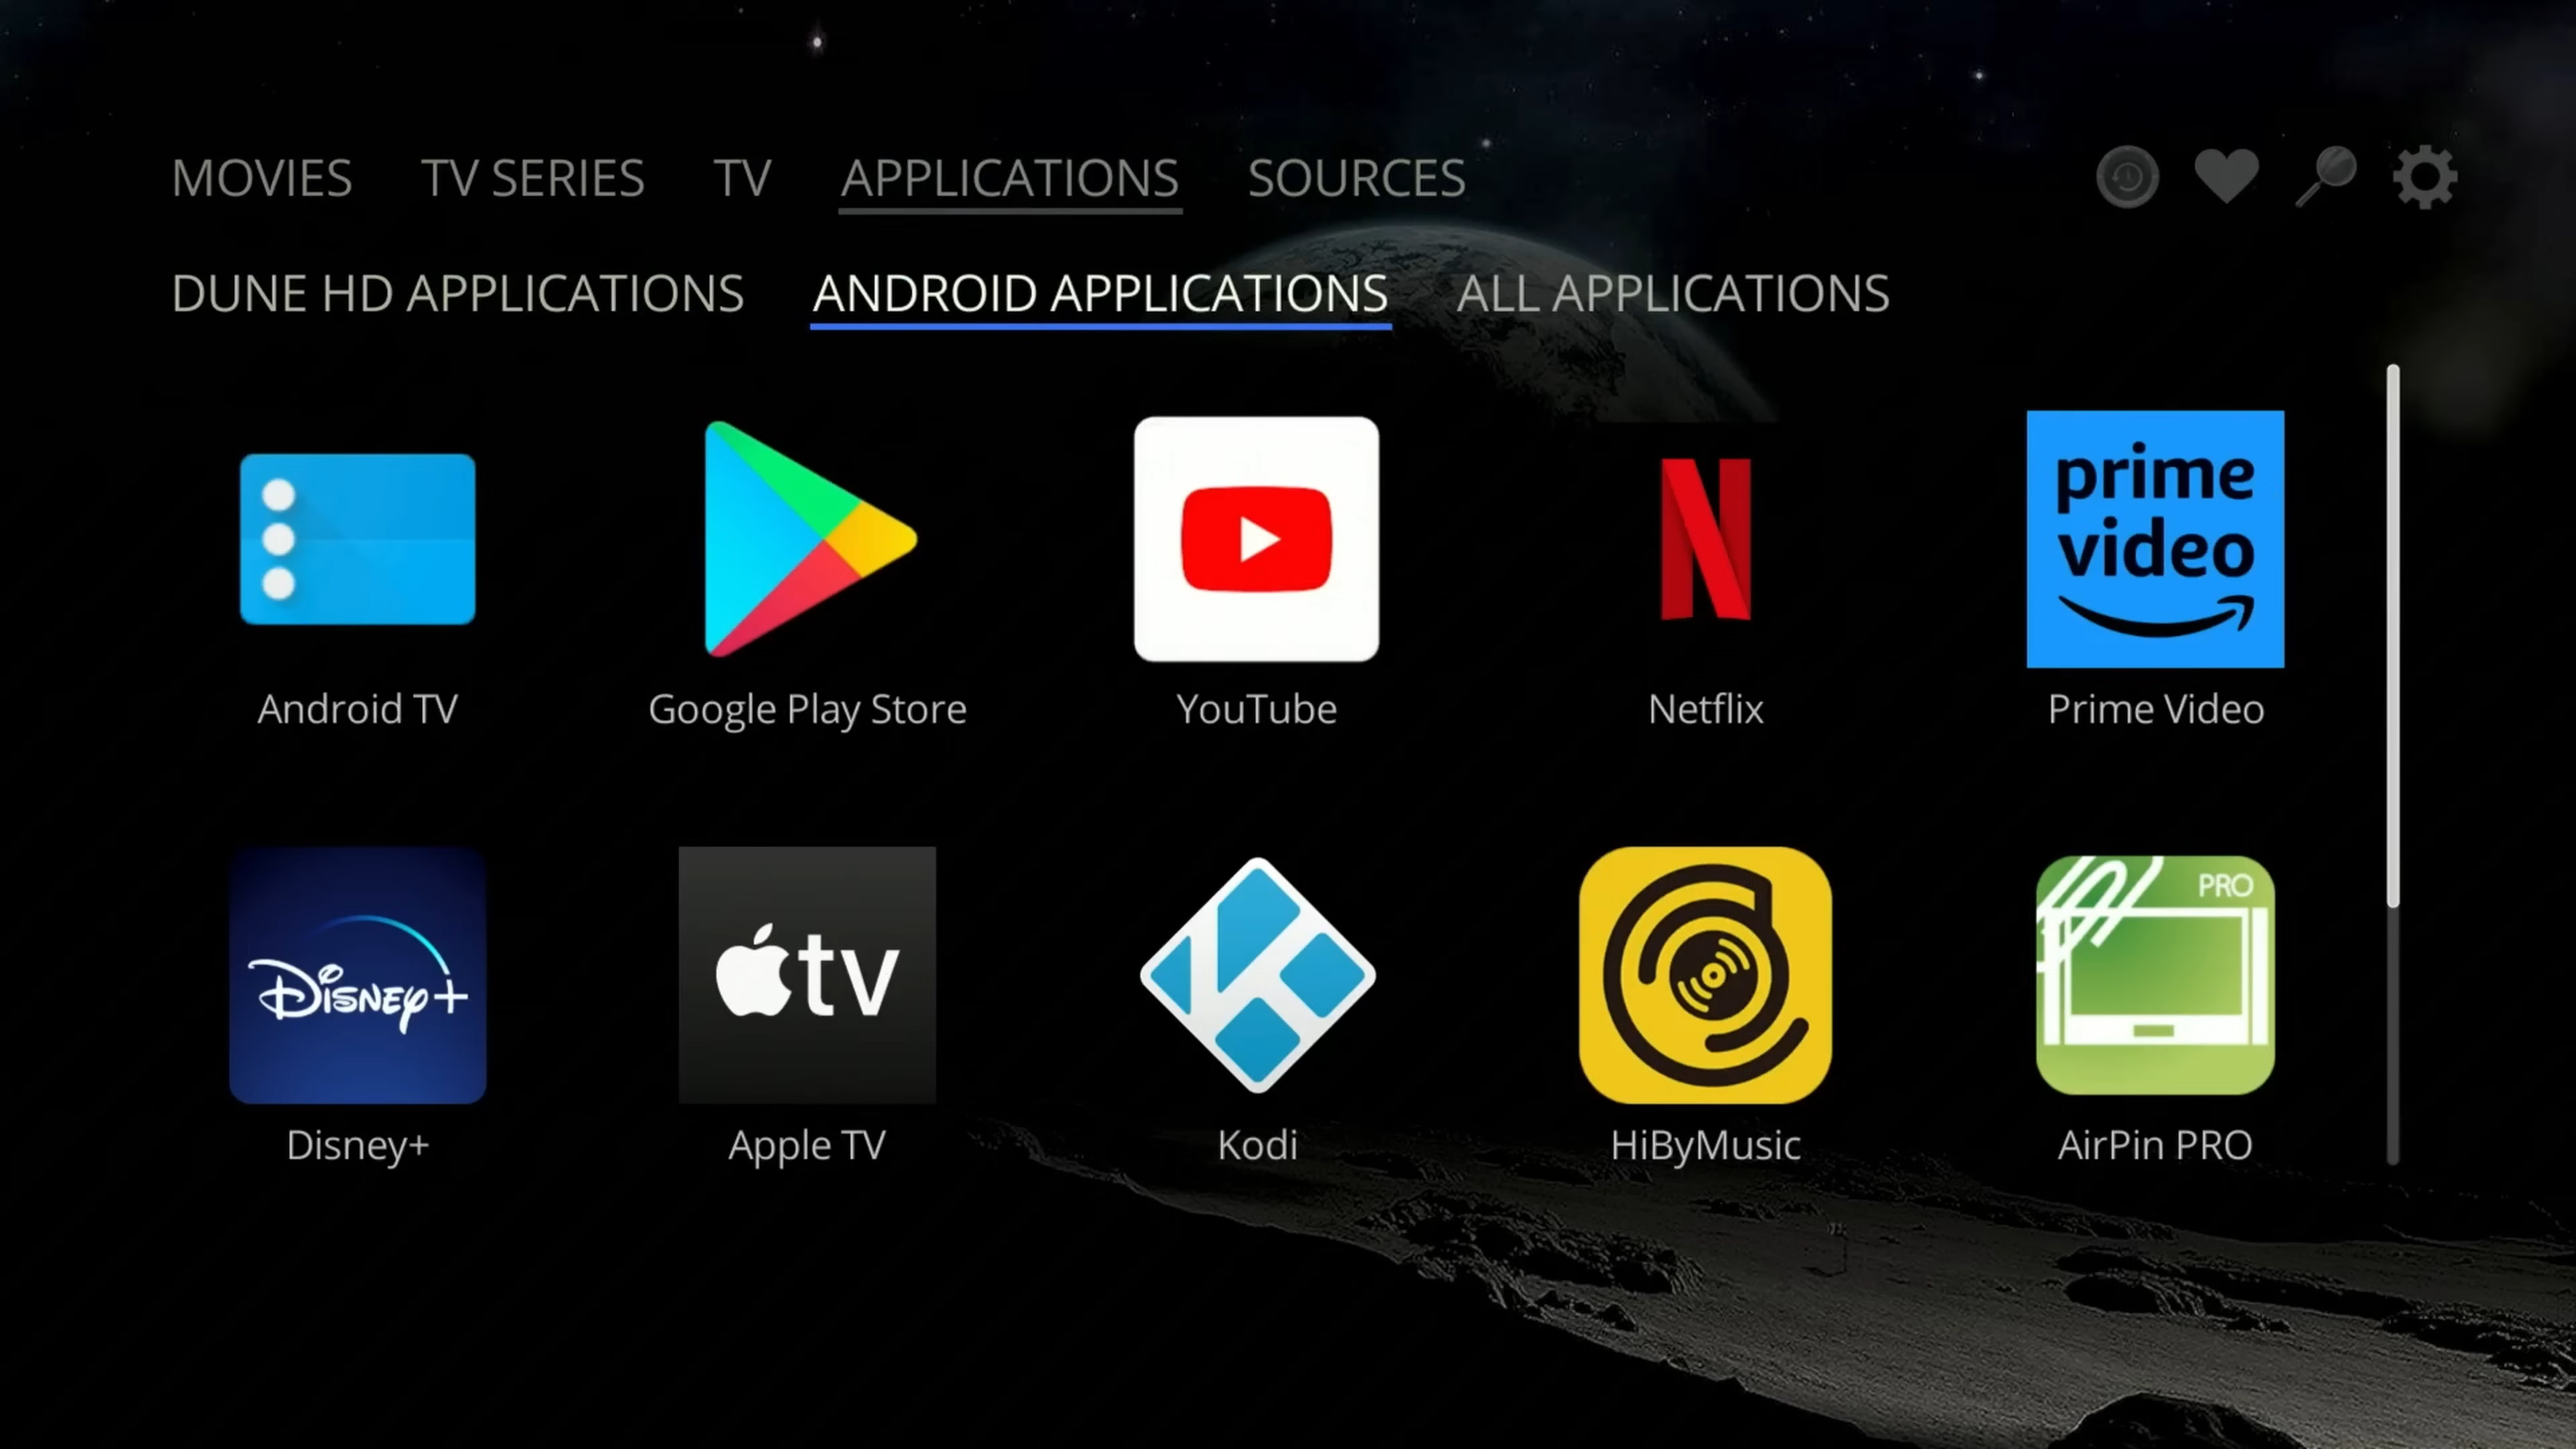 MOVIES TV SERIES TV APPLICATIONS SOURCES
DUNE HD APPLICATIONS ANDROID APPLICATIONS ALL APPLICATIONS
prime
video
Android TV Google Play Store YouTube Netflix Prime Video
PRO
Disney+ tv
Disney+ Apple TV Kodi HiByMusic AirPin PRO